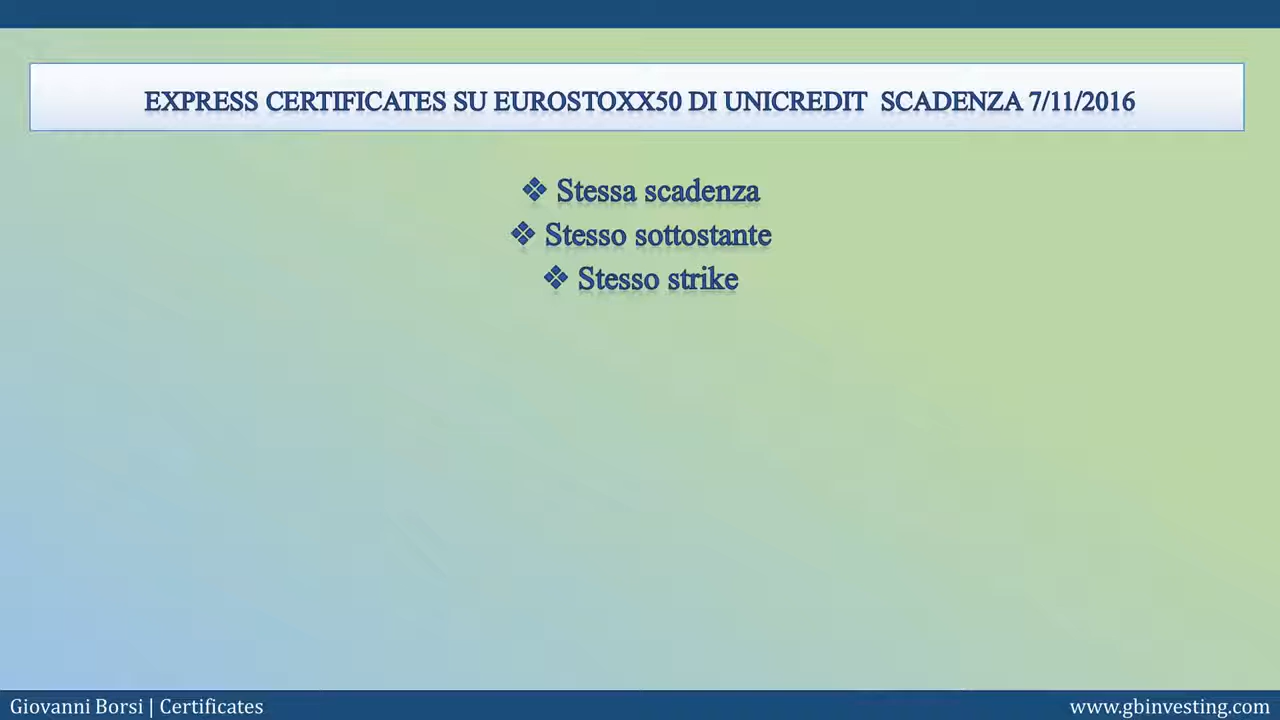 EXPRESS CERTIFICATES SU EUROSTOXX50 DI UNICREDIT SCADENZA 7/11/2016
❖ Stessa scadenza
❖ Stesso sottostante
❖ Stesso strike
Giovanni Borsi | Certificates
www.gbinvesting.com